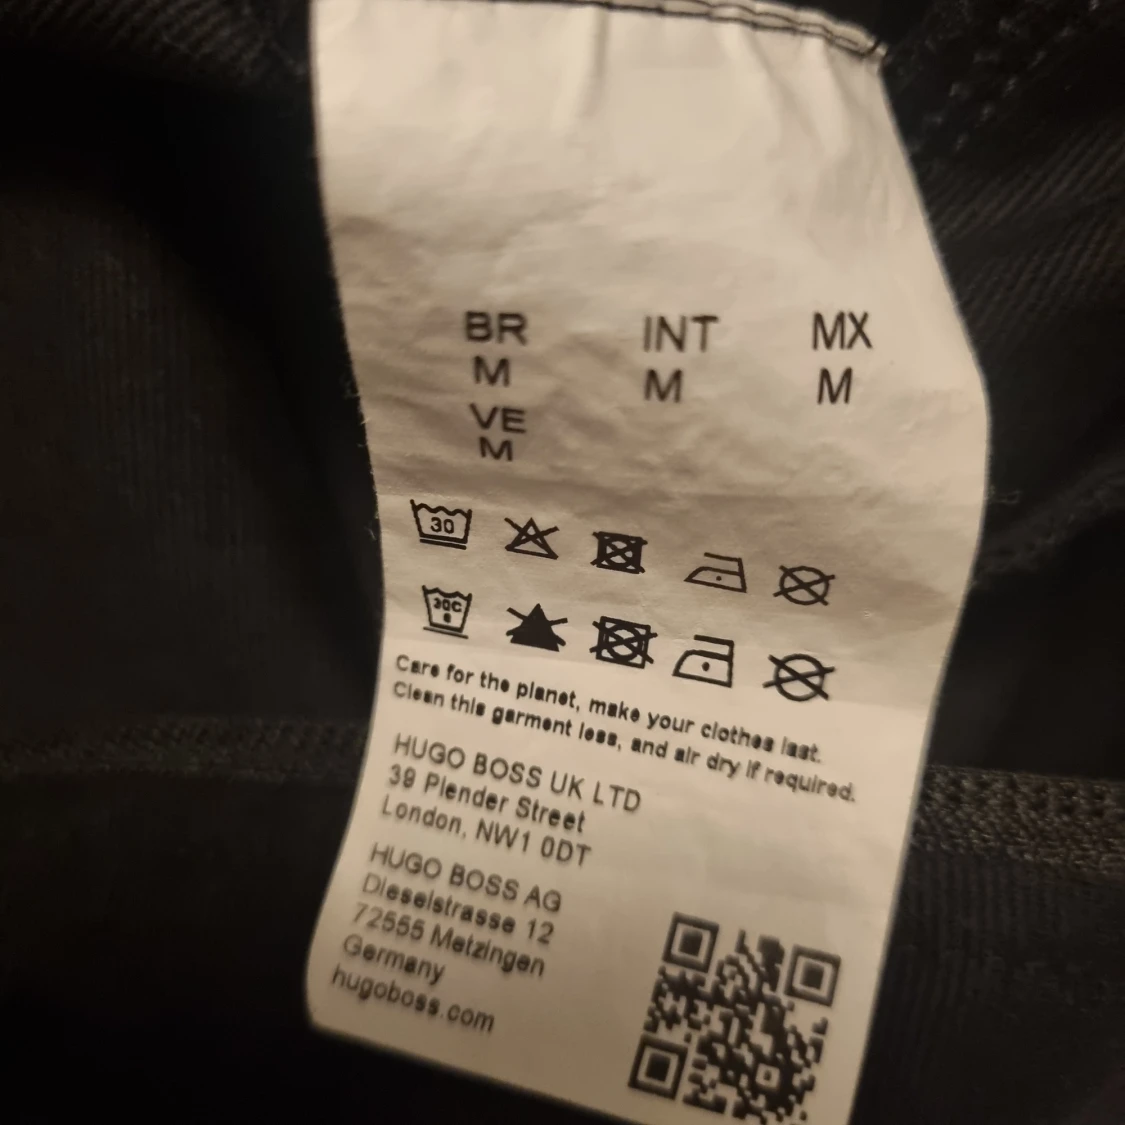 BR INT MX
M M M
VE
M
30
30C
Care for the planet, make your clothes last.
Clean this garment less, and air dry if required.
HUGO BOSS UK LTD
39 Plender Street
London, NW1 0DT
HUGO BOSS AG
Dieselstrasse 12
72555 Metzingen
Germany
hugoboss.com